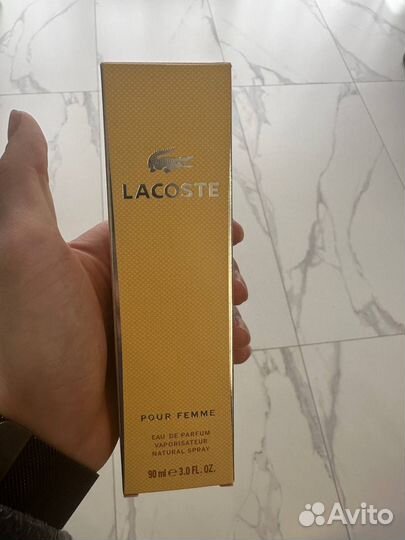 LACOSTE
POUR FEMME
EAU DE PARFUM
VAPORISATEUR
NATURAL SPRAY
90 ml ℮ 3.0 FL. OZ.
Avito